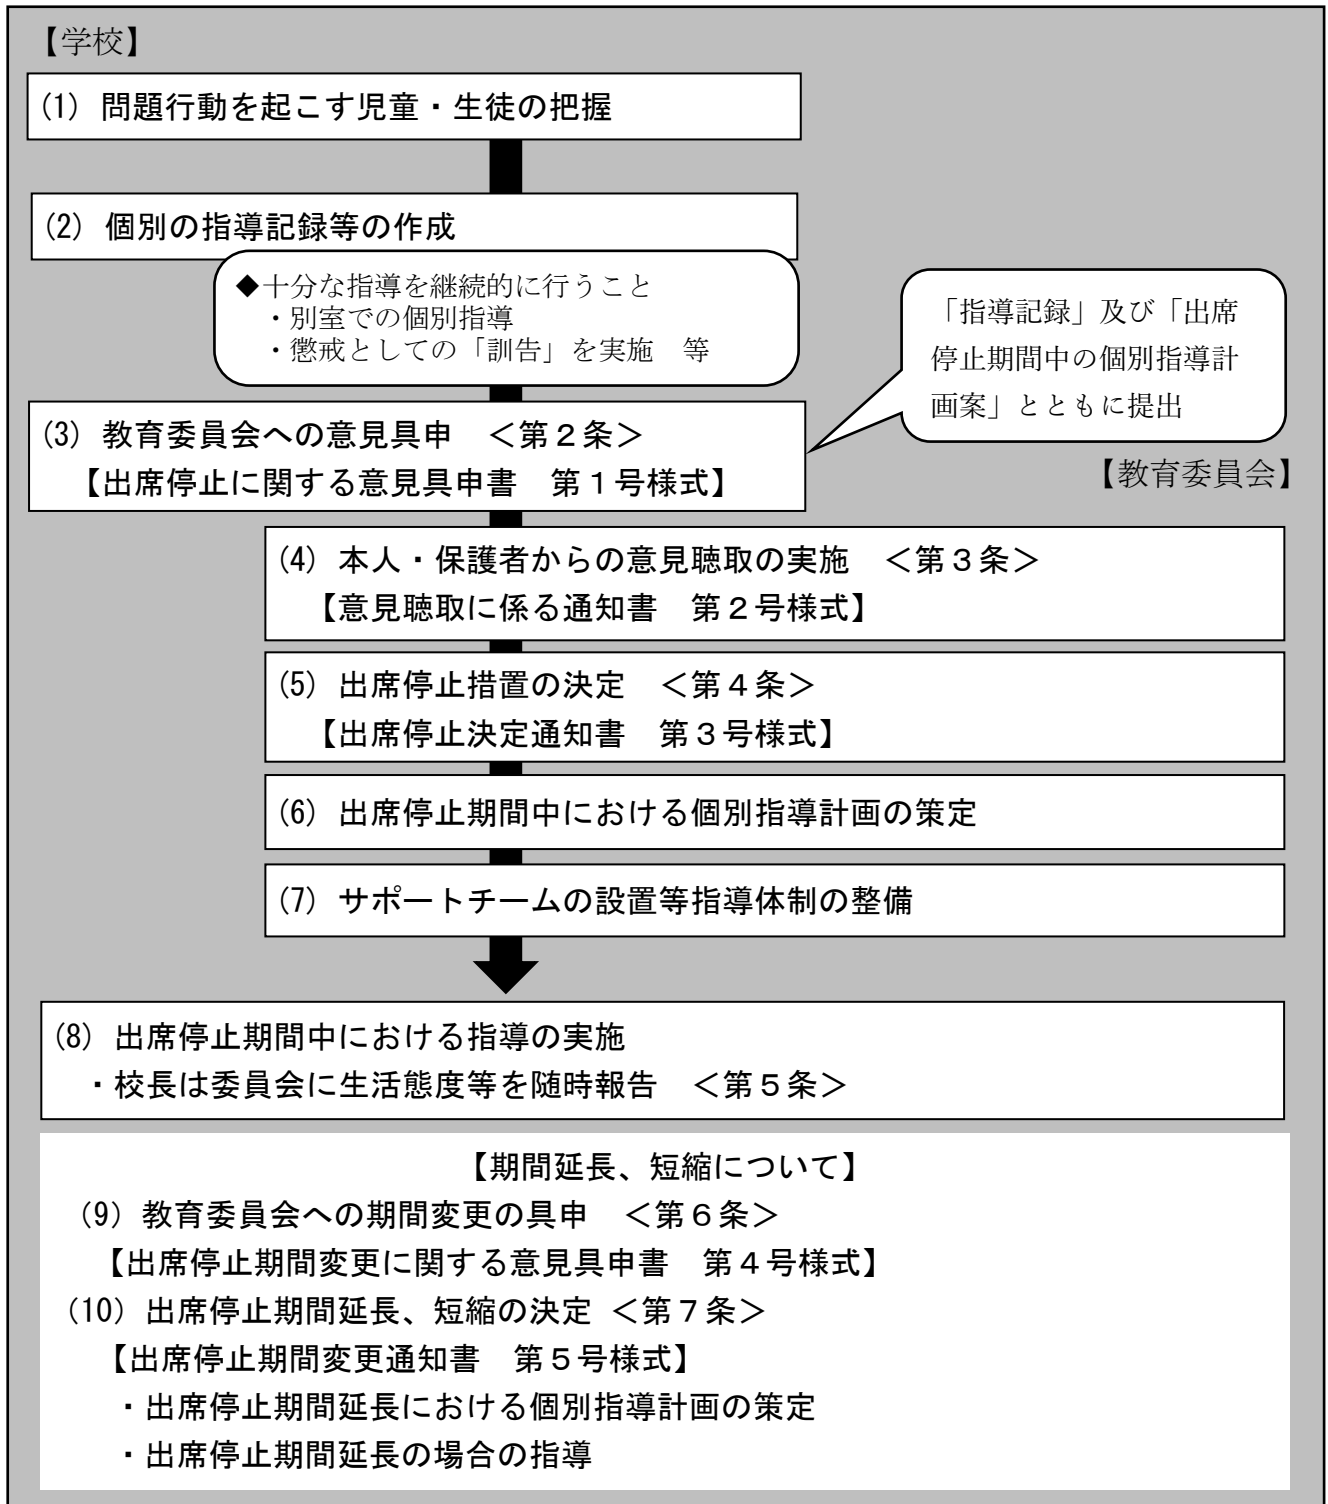 【学校】
(1) 問題行動を起こす児童・生徒の把握
(2) 個別の指導記録等の作成
◆十分な指導を継続的に行うこと
・別室での個別指導
・懲戒としての「訓告」を実施　等
「指導記録」及び「出席
停止期間中の個別指導計
画案」とともに提出
(3) 教育委員会への意見具申　＜第２条＞
【出席停止に関する意見具申書　第１号様式】
【教育委員会】
(4) 本人・保護者からの意見聴取の実施　＜第３条＞
【意見聴取に係る通知書　第２号様式】
(5) 出席停止措置の決定　＜第４条＞
【出席停止決定通知書　第３号様式】
(6) 出席停止期間中における個別指導計画の策定
(7) サポートチームの設置等指導体制の整備
(8) 出席停止期間中における指導の実施
・校長は委員会に生活態度等を随時報告　＜第５条＞
【期間延長、短縮について】
(9) 教育委員会への期間変更の具申　＜第６条＞
【出席停止期間変更に関する意見具申書　第４号様式】
(10) 出席停止期間延長、短縮の決定 ＜第７条＞
【出席停止期間変更通知書　第５号様式】
・出席停止期間延長における個別指導計画の策定
・出席停止期間延長の場合の指導